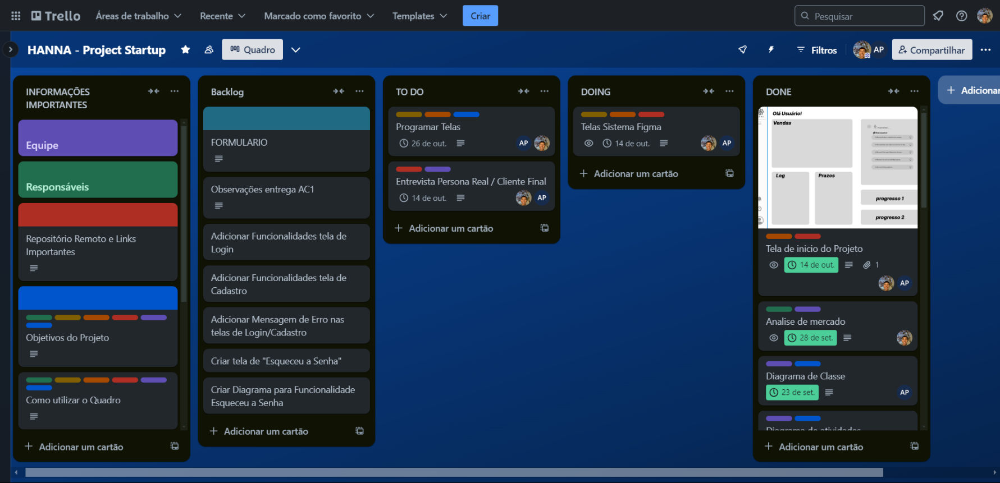 Trello
Áreas de trabalho
Recente
Marcado como favorito
Templates
Criar
Pesquisar
HANNA - Project Startup
Quadro
Filtros
AP
Compartilhar
INFORMAÇÕES
IMPORTANTES
Equipe
Responsáveis
Repositório Remoto e Links
Importantes
Objetivos do Projeto
Como utilizar o Quadro
Adicionar um cartão
Backlog
FORMULARIO
Observações entrega AC1
Adicionar Funcionalidades tela de
Login
Adicionar Funcionalidades tela de
Cadastro
Adicionar Mensagem de Erro nas
telas de Login/Cadastro
Criar tela de "Esqueceu a Senha"
Criar Diagrama para Funcionalidade
Esqueceu a Senha
Adicionar um cartão
TO DO
Programar Telas
26 de out.
AP
Entrevista Persona Real / Cliente Final
14 de out.
AP
Adicionar um cartão
DOING
Telas Sistema Figma
14 de out.
AP
Adicionar um cartão
DONE
Olá Usuário!
Vendas
Log
Prazos
progresso 1
progresso 2
Tela de inicio do Projeto
14 de out.
1
AP
Analise de mercado
28 de set.
Diagrama de Classe
23 de set.
AP
Diagrama de atividades
Adicionar um cartão
Adicionar